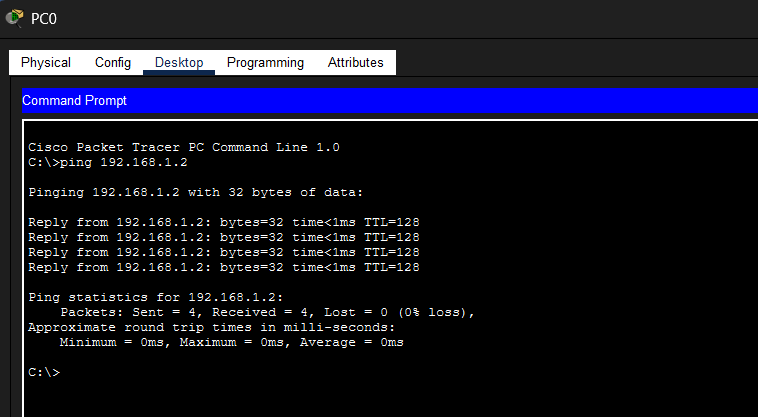 PC0
Physical Config Desktop Programming Attributes
Command Prompt
Cisco Packet Tracer PC Command Line 1.0
C:\>ping 192.168.1.2
Pinging 192.168.1.2 with 32 bytes of data:
Reply from 192.168.1.2: bytes=32 time<1ms TTL=128
Reply from 192.168.1.2: bytes=32 time<1ms TTL=128
Reply from 192.168.1.2: bytes=32 time<1ms TTL=128
Reply from 192.168.1.2: bytes=32 time<1ms TTL=128
Ping statistics for 192.168.1.2:
Packets: Sent = 4, Received = 4, Lost = 0 (0% loss),
Approximate round trip times in milli-seconds:
Minimum = 0ms, Maximum = 0ms, Average = 0ms
C:\>